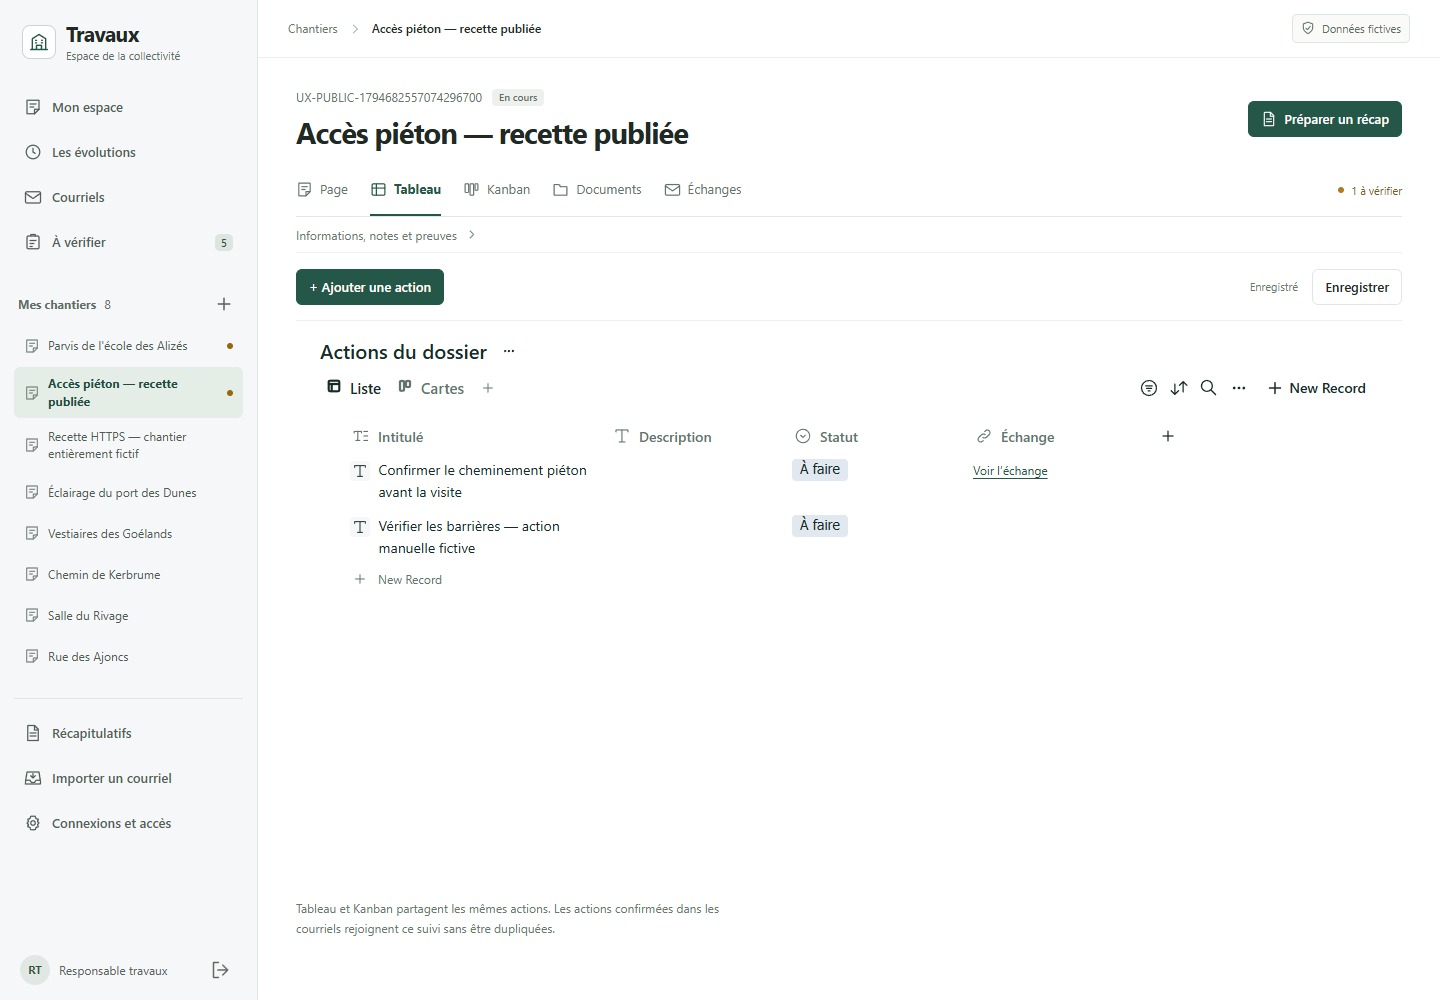 Travaux
Espace de la collectivité
Mon espace
Les évolutions
Courriels
À vérifier
5
Mes chantiers 8
Parvis de l'école des Alizés
Accès piéton — recette
publiée
Recette HTTPS — chantier
entièrement fictif
Éclairage du port des Dunes
Vestiaires des Goélands
Chemin de Kerbrume
Salle du Rivage
Rue des Ajoncs
Récapitulatifs
Importer un courriel
Connexions et accès
RT
Responsable travaux
Chantiers
Accès piéton — recette publiée
Données fictives
UX-PUBLIC-1794682557074296700
En cours
Accès piéton — recette publiée
Préparer un récap
Page
Tableau
Kanban
Documents
Échanges
1 à vérifier
Informations, notes et preuves
+ Ajouter une action
Enregistré
Enregistrer
Actions du dossier
Liste
Cartes
New Record
Intitulé
Description
Statut
Échange
Confirmer le cheminement piéton
avant la visite
À faire
Voir l'échange
Vérifier les barrières — action
manuelle fictive
À faire
New Record
Tableau et Kanban partagent les mêmes actions. Les actions confirmées dans les
courriels rejoignent ce suivi sans être dupliquées.